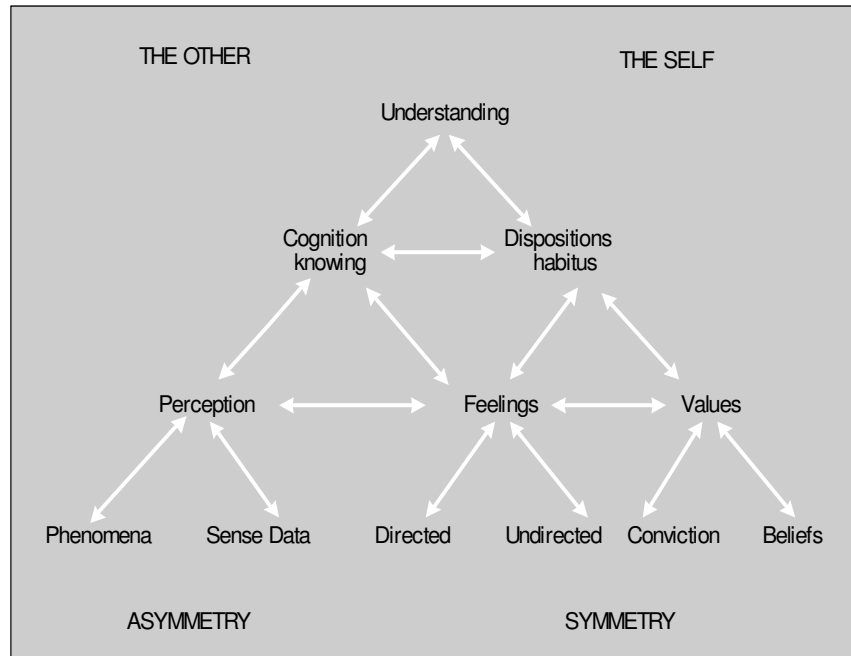 THE OTHER
THE SELF
Understanding
Cognition
knowing
Dispositions
habitus
Perception
Feelings
Values
Phenomena
Sense Data
Directed
Undirected
Conviction
Beliefs
ASYMMETRY
SYMMETRY